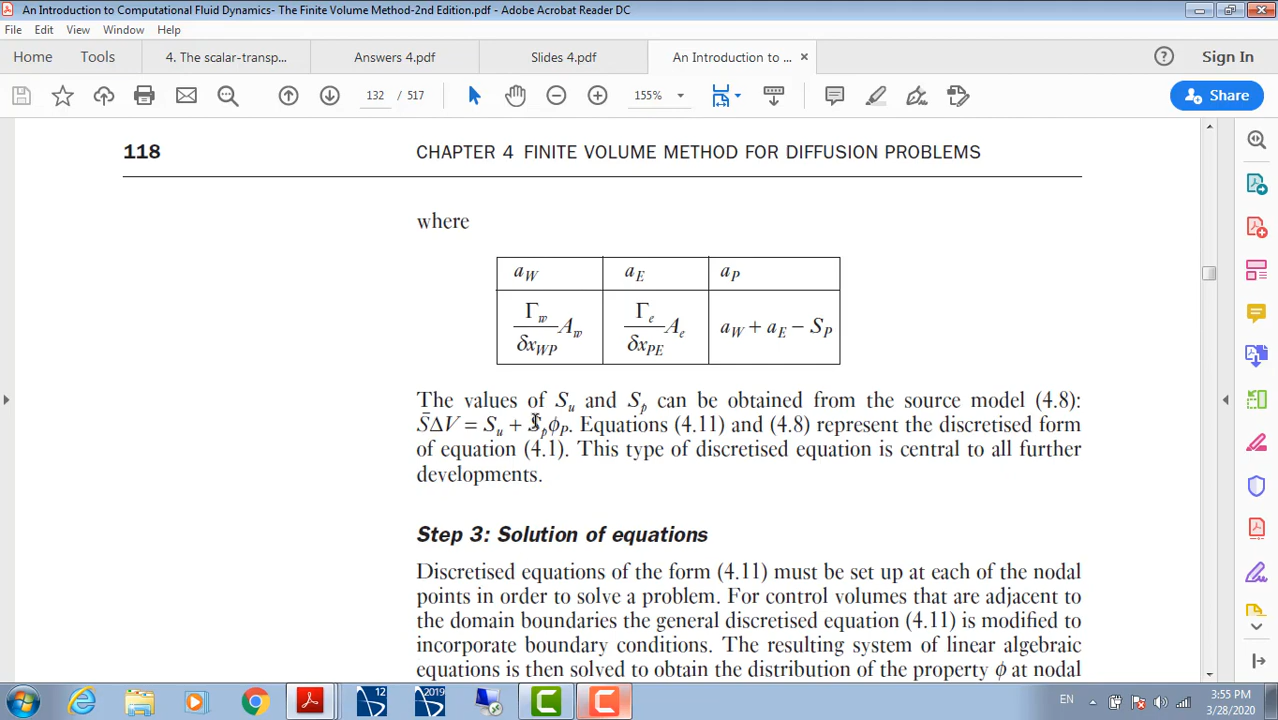 An Introduction to Computational Fluid Dynamics- The Finite Volume Method-2nd Edition.pdf - Adobe Acrobat Reader DC
File Edit View Window Help
Home Tools 4. The scalar-transp... Answers 4.pdf Slides 4.pdf An Introduction to ... × Sign In
132 / 517 155% Share
118 CHAPTER 4 FINITE VOLUME METHOD FOR DIFFUSION PROBLEMS
where
a_W a_E a_P
Γ_w/δx_WP A_w Γ_e/δx_PE A_e a_W + a_E − S_P
The values of S_u and S_p can be obtained from the source model (4.8):
S̄ΔV = S_u + S_pϕ_P. Equations (4.11) and (4.8) represent the discretised form
of equation (4.1). This type of discretised equation is central to all further
developments.
Step 3: Solution of equations
Discretised equations of the form (4.11) must be set up at each of the nodal
points in order to solve a problem. For control volumes that are adjacent to
the domain boundaries the general discretised equation (4.11) is modified to
incorporate boundary conditions. The resulting system of linear algebraic
equations is then solved to obtain the distribution of the property ϕ at nodal
12 2019 EN 3:55 PM
3/28/2020